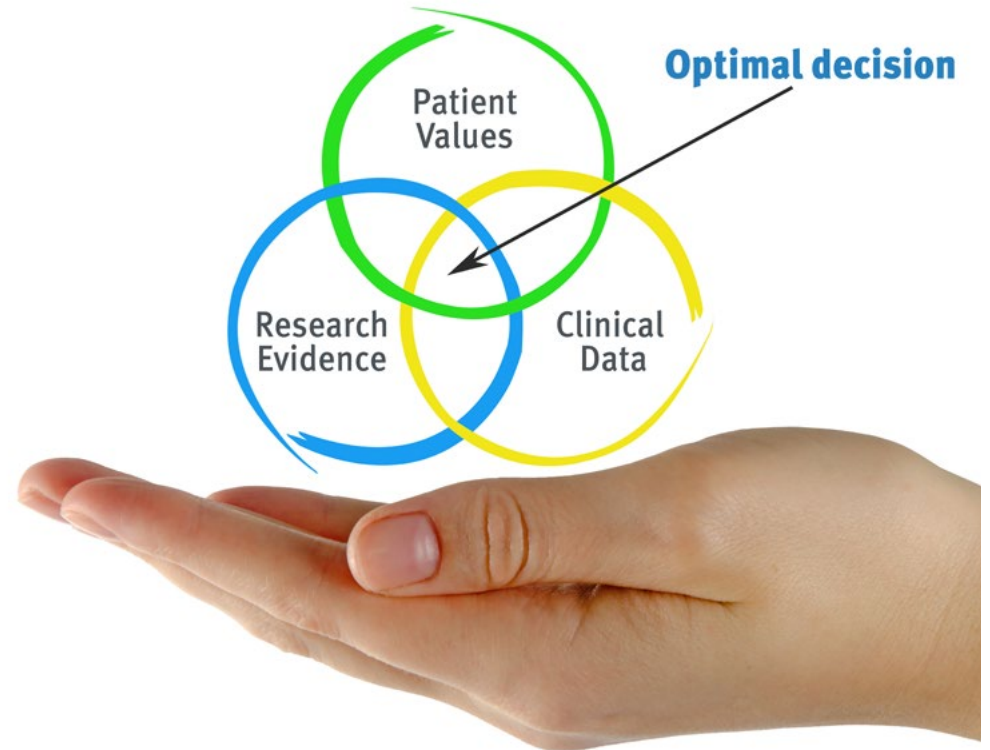 Optimal decision
Patient
Values
Research
Evidence
Clinical
Data